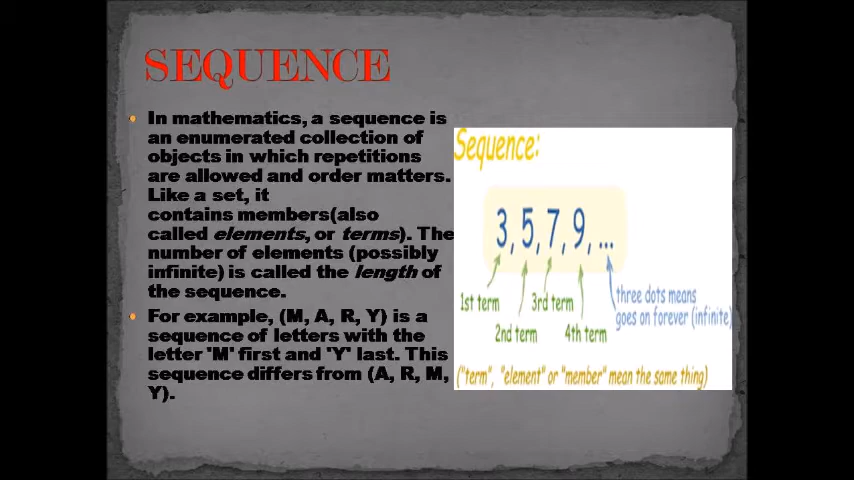 SEQUENCE
In mathematics, a sequence is
an enumerated collection of
objects in which repetitions
are allowed and order matters.
Like a set, it
contains members(also
called elements, or terms). The
number of elements (possibly
infinite) is called the length of
the sequence.
For example, (M, A, R, Y) is a
sequence of letters with the
letter 'M' first and 'Y' last. This
sequence differs from (A, R, M,
Y).
Sequence:
3, 5, 7, 9, ...
1st term
2nd term
3rd term
4th term
three dots means
goes on forever (infinite)
("term", "element" or "member" mean the same thing)